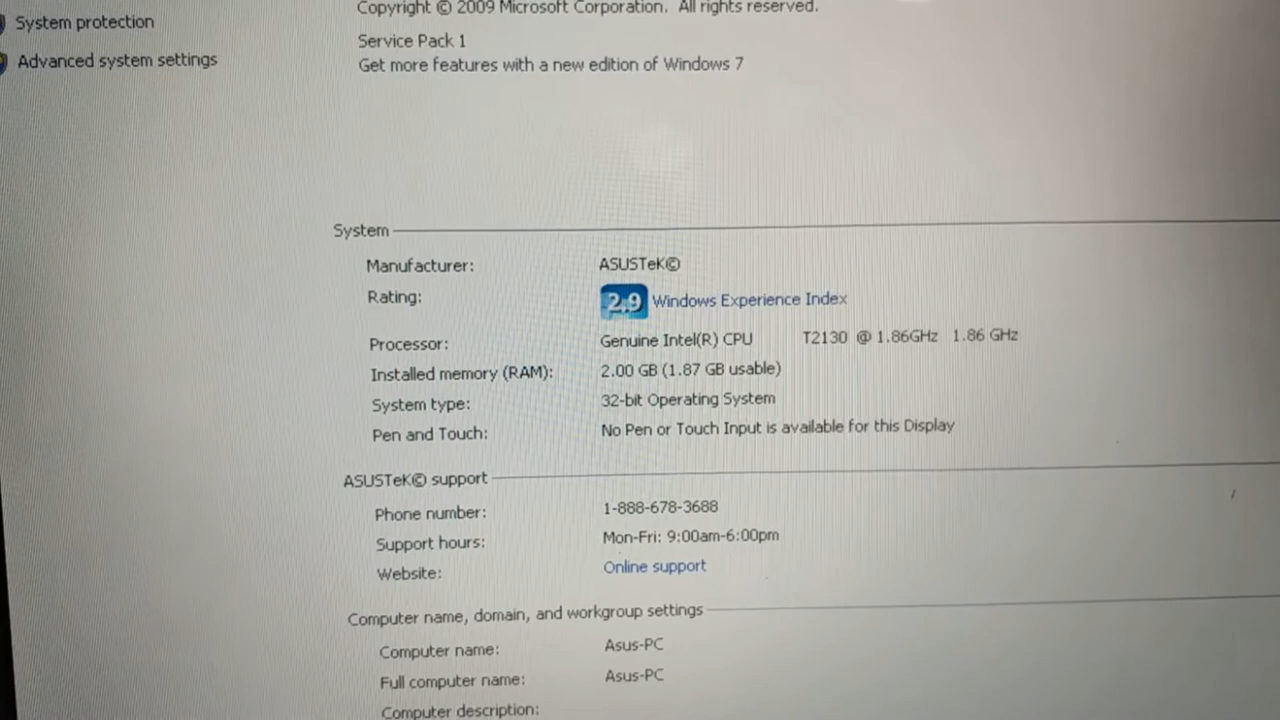 System protection
Advanced system settings
Copyright © 2009 Microsoft Corporation. All rights reserved.
Service Pack 1
Get more features with a new edition of Windows 7
System
Manufacturer: ASUSTeK©
Rating: 2,9 Windows Experience Index
Processor: Genuine Intel(R) CPU T2130 @ 1.86GHz 1.86 GHz
Installed memory (RAM): 2.00 GB (1.87 GB usable)
System type: 32-bit Operating System
Pen and Touch: No Pen or Touch Input is available for this Display
ASUSTeK© support
Phone number: 1-888-678-3688
Support hours: Mon-Fri: 9:00am-6:00pm
Website: Online support
Computer name, domain, and workgroup settings
Computer name: Asus-PC
Full computer name: Asus-PC
Computer description: